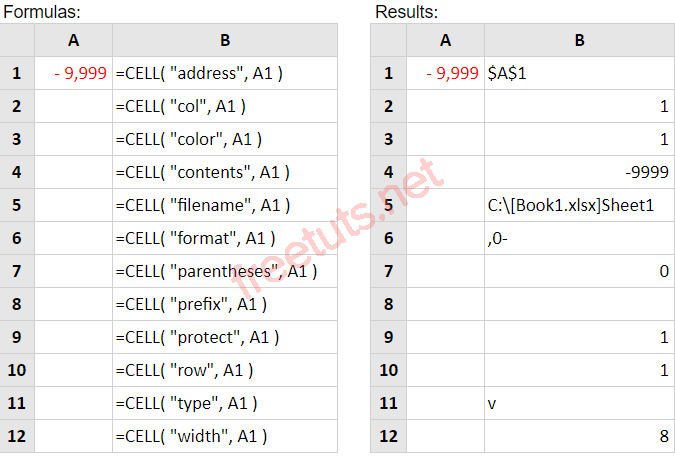 Formulas:
A B
1 - 9,999 =CELL( "address", A1 )
2 =CELL( "col", A1 )
3 =CELL( "color", A1 )
4 =CELL( "contents", A1 )
5 =CELL( "filename", A1 )
6 =CELL( "format", A1 )
7 =CELL( "parentheses", A1 )
8 =CELL( "prefix", A1 )
9 =CELL( "protect", A1 )
10 =CELL( "row", A1 )
11 =CELL( "type", A1 )
12 =CELL( "width", A1 )
Results:
A B
1 - 9,999 $A$1
2 1
3 1
4 -9999
5 C:\[Book1.xlsx]Sheet1
6 ,0-
7 0
8
9 1
10 1
11 v
12 8
freetuts.net